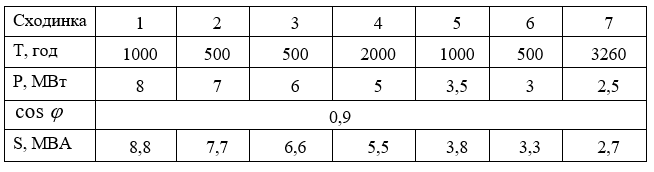 Сходинка 1 2 3 4 5 6 7
T, год 1000 500 500 2000 1000 500 3260
P, МВт 8 7 6 5 3,5 3 2,5
cos φ 0,9
S, МВА 8,8 7,7 6,6 5,5 3,8 3,3 2,7